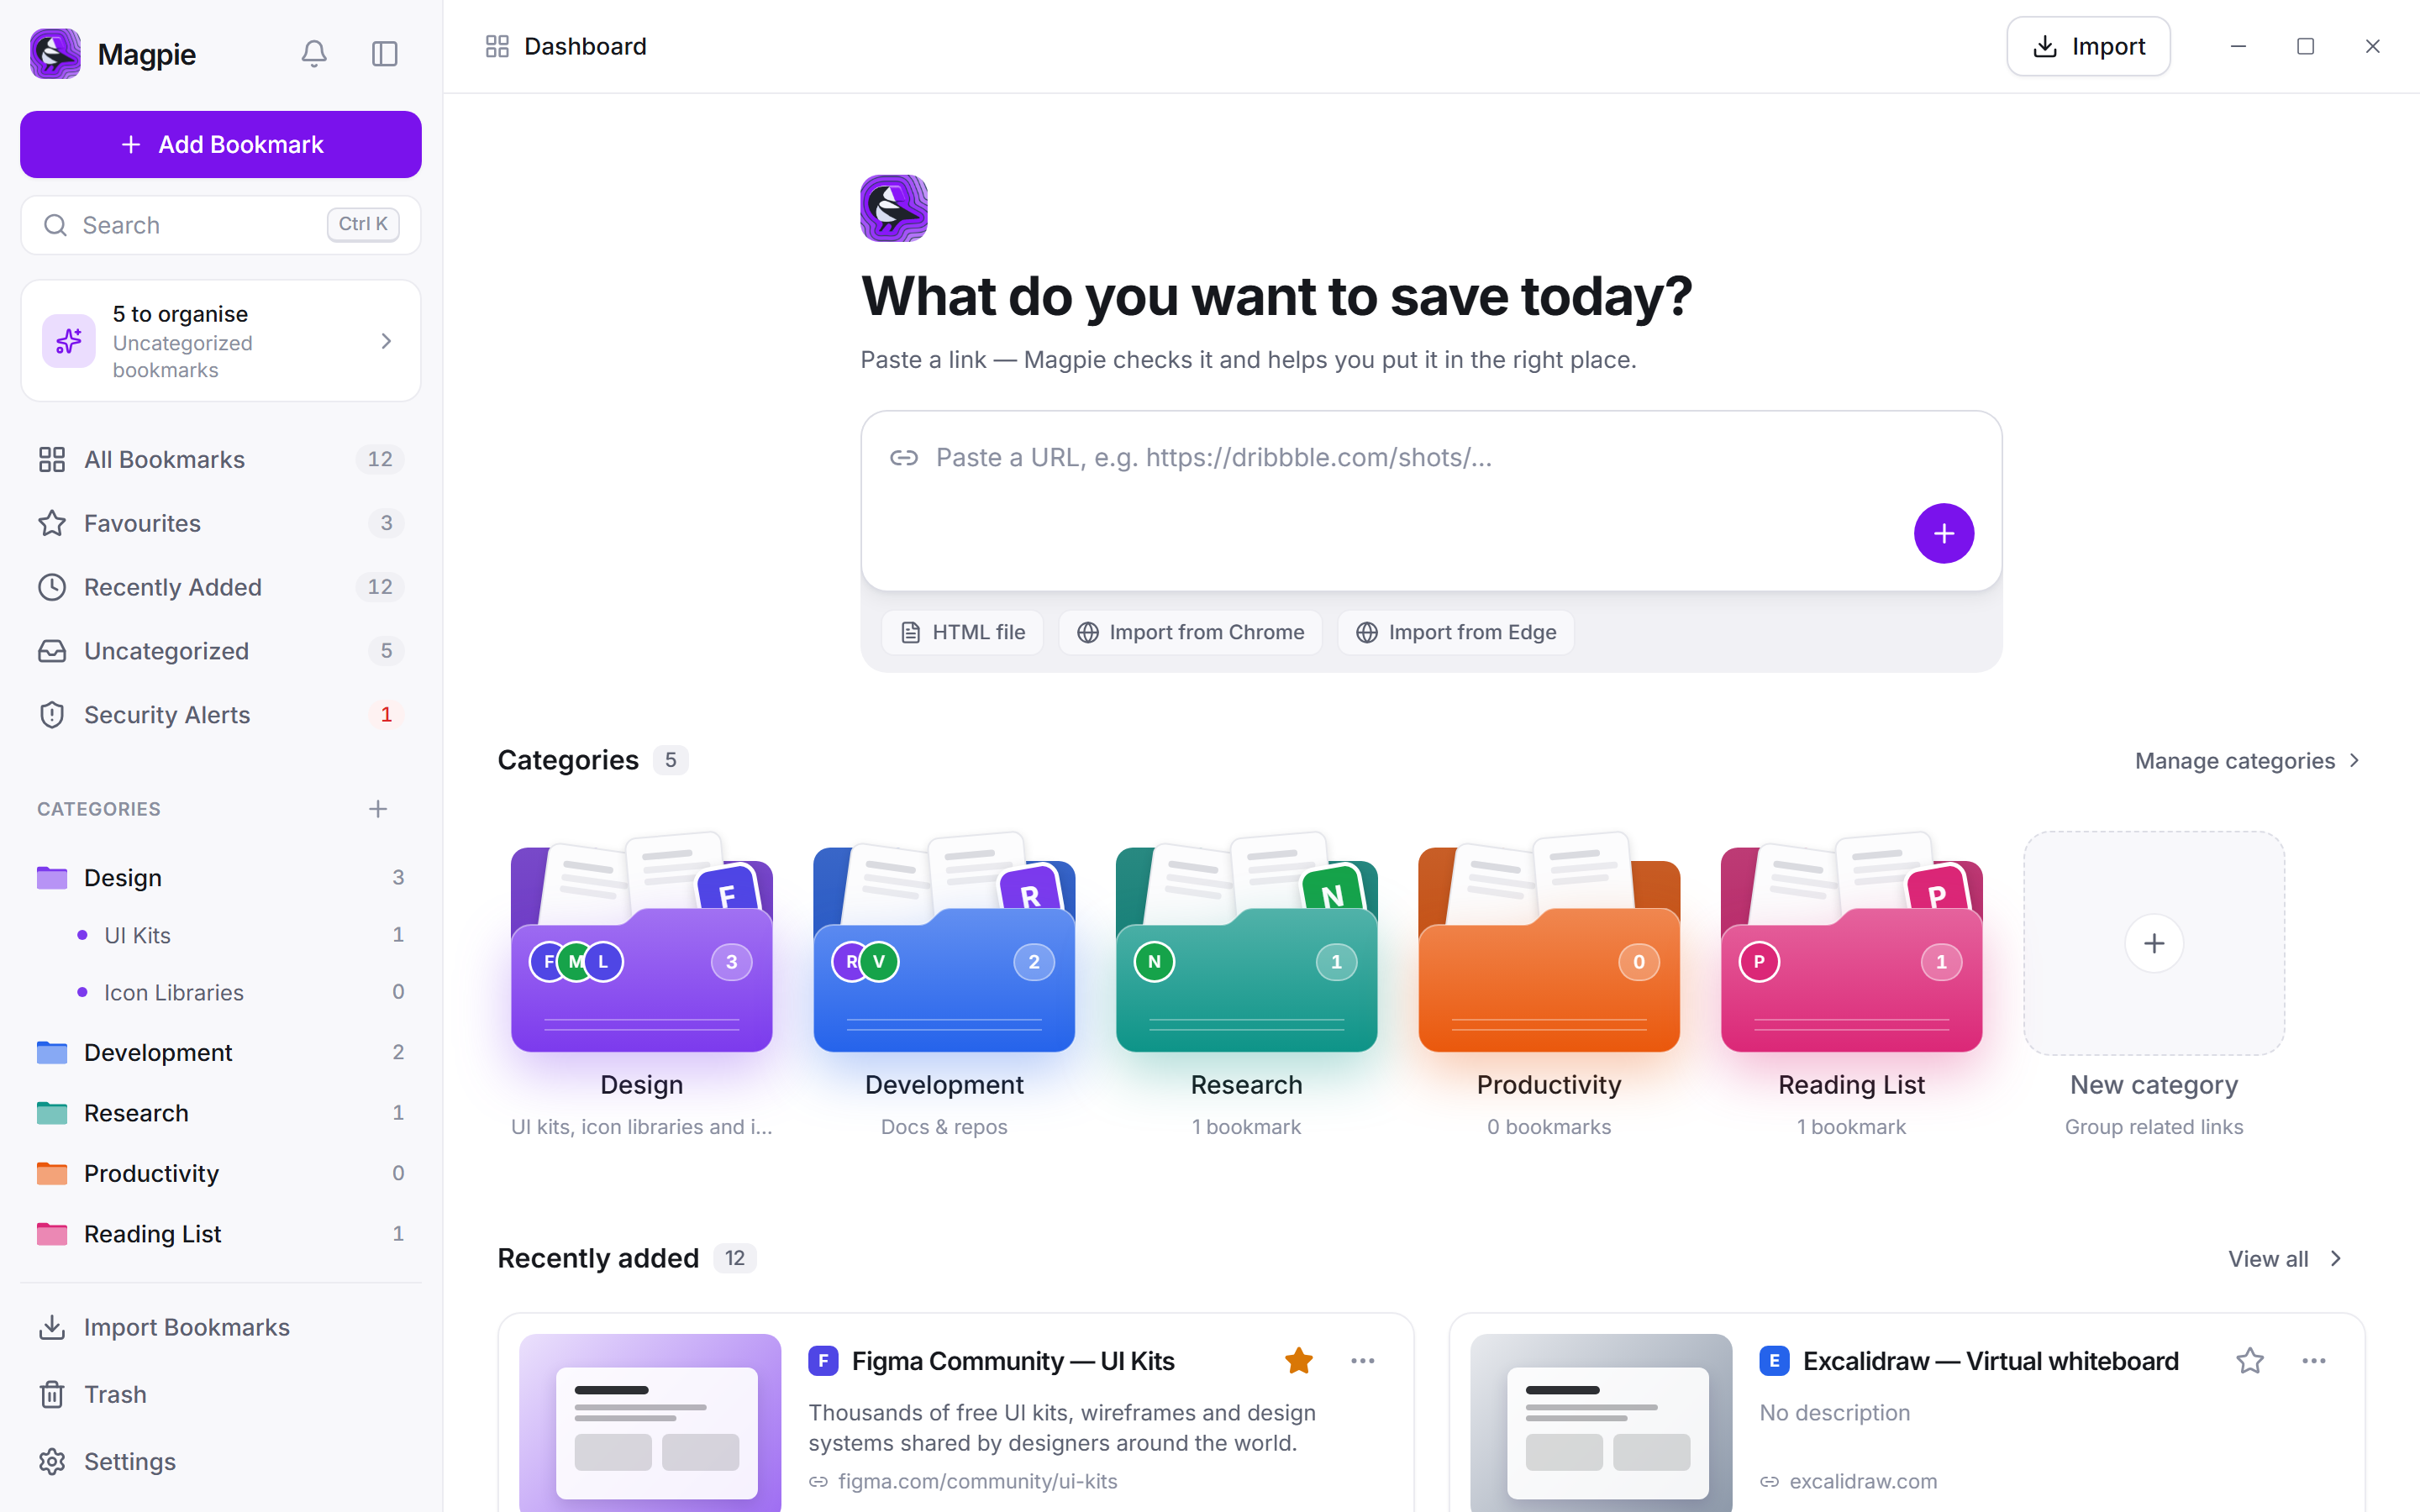 Magpie
Add Bookmark
Search
Ctrl K
5 to organise
Uncategorized
bookmarks
All Bookmarks
12
Favourites
3
Recently Added
12
Uncategorized
5
Security Alerts
1
CATEGORIES
Design
3
UI Kits
1
Icon Libraries
0
Development
2
Research
1
Productivity
0
Reading List
1
Import Bookmarks
Trash
Settings
Dashboard
Import
What do you want to save today?
Paste a link — Magpie checks it and helps you put it in the right place.
Paste a URL, e.g. https://dribbble.com/shots/...
HTML file
Import from Chrome
Import from Edge
Categories
5
Manage categories
F
F
M
L
3
Design
UI kits, icon libraries and i...
R
R
V
2
Development
Docs & repos
N
N
1
Research
1 bookmark
0
Productivity
0 bookmarks
P
P
1
Reading List
1 bookmark
New category
Group related links
Recently added
12
View all
F
Figma Community — UI Kits
Thousands of free UI kits, wireframes and design
systems shared by designers around the world.
figma.com/community/ui-kits
E
Excalidraw — Virtual whiteboard
No description
excalidraw.com